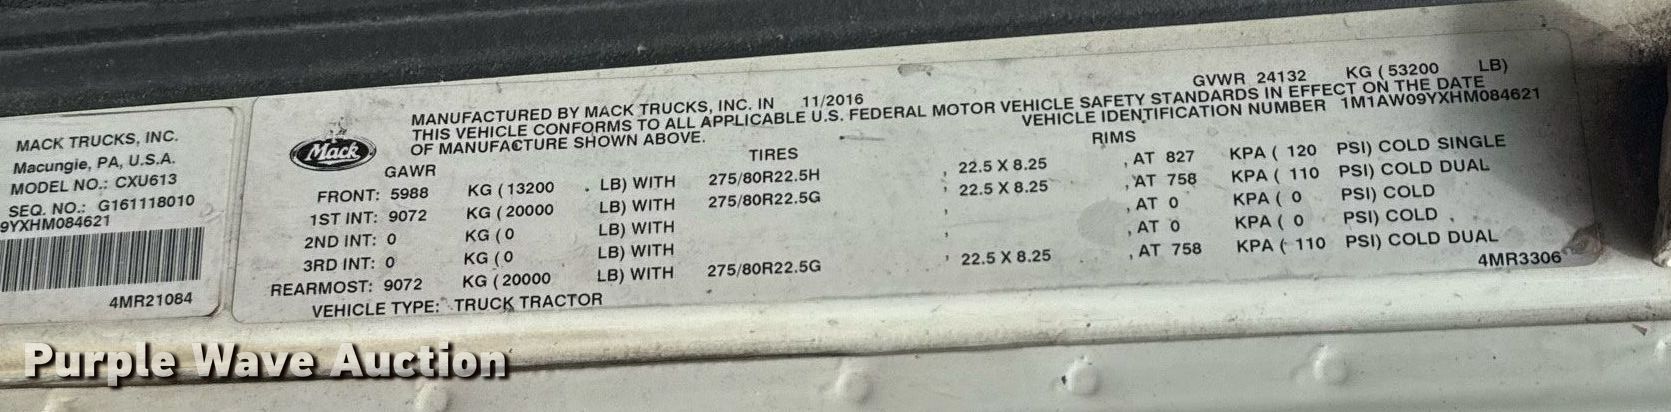 MACK TRUCKS, INC.
Macungie, PA, U.S.A.
MODEL NO.: CXU613
SEQ. NO.: G161118010
9YXHM084621
4MR21084
Mack
GVWR 24132 KG ( 53200 LB)
MANUFACTURED BY MACK TRUCKS, INC. IN 11/2016
THIS VEHICLE CONFORMS TO ALL APPLICABLE U.S. FEDERAL MOTOR VEHICLE SAFETY STANDARDS IN EFFECT ON THE DATE
OF MANUFACTURE SHOWN ABOVE. VEHICLE IDENTIFICATION NUMBER 1M1AW09YXHM084621
GAWR TIRES RIMS
FRONT: 5988 KG ( 13200 LB) WITH 275/80R22.5H , 22.5 X 8.25 , AT 827 KPA ( 120 PSI) COLD SINGLE
1ST INT: 9072 KG ( 20000 LB) WITH 275/80R22.5G , 22.5 X 8.25 , AT 758 KPA ( 110 PSI) COLD DUAL
2ND INT: 0 KG ( 0 LB) WITH , , AT 0 KPA ( 0 PSI) COLD
3RD INT: 0 KG ( 0 LB) WITH , , AT 0 KPA ( 0 PSI) COLD
REARMOST: 9072 KG ( 20000 LB) WITH 275/80R22.5G , 22.5 X 8.25 , AT 758 KPA ( 110 PSI) COLD DUAL
VEHICLE TYPE: TRUCK TRACTOR
4MR3306
Purple Wave Auction